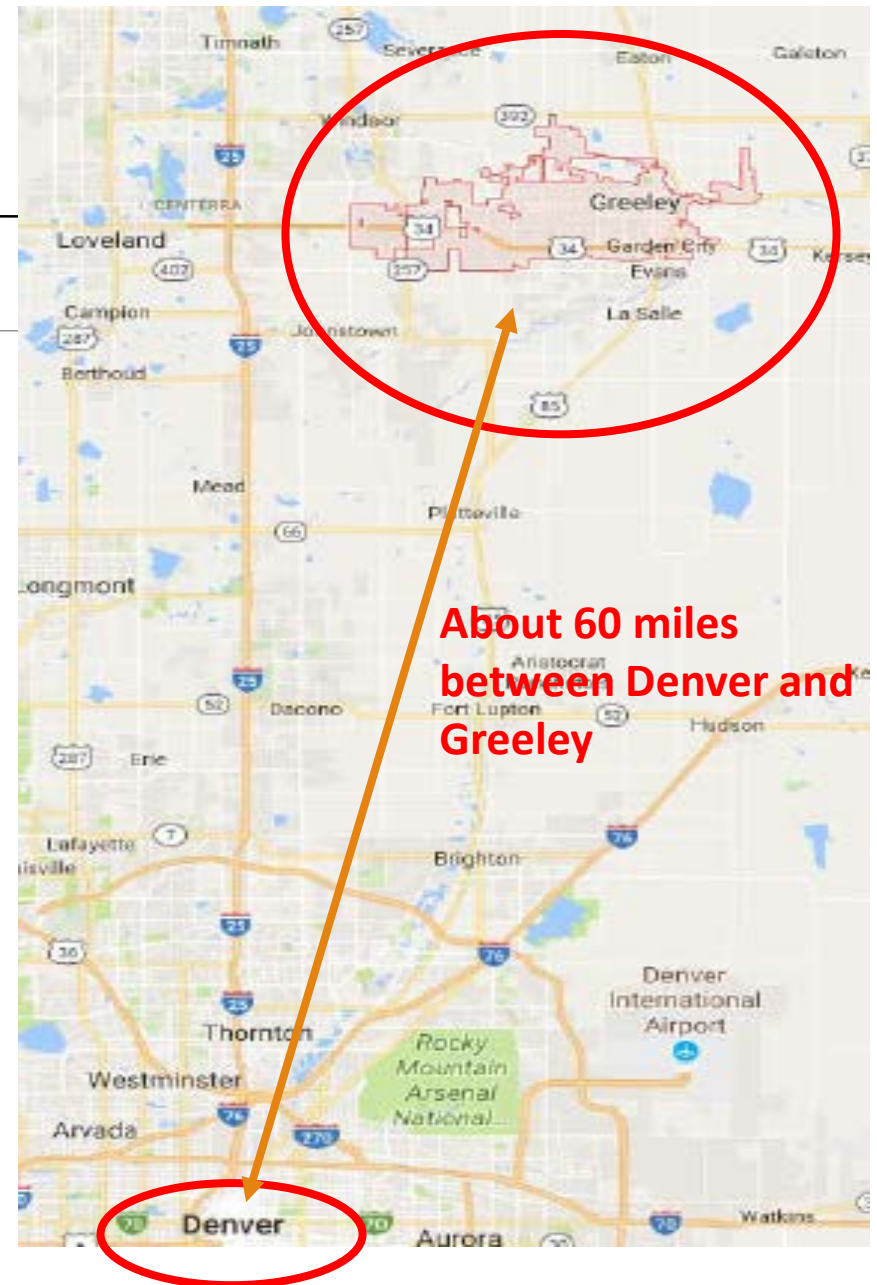 Timnath
257
Severance
Eaton
Galeton
Windsor
392
25
CENTERRA
Greeley
Loveland
34
34
Garden City
34
Kersey
402
257
Evans
Campion
La Salle
287
Johnstown
25
Berthoud
85
Mead
Platteville
66
Longmont
About 60 miles
between Denver and
Greeley
Aristocrat
25
52
Dacono
Fort Lupton
52
Hudson
287
Erie
7
76
Lafayette
Brighton
25
36
76
Denver
International
Airport
25
Thornton
Rocky
Mountain
Arsenal
National...
Westminster
76
Arvada
270
70
Denver
70
Aurora
70
Watkins